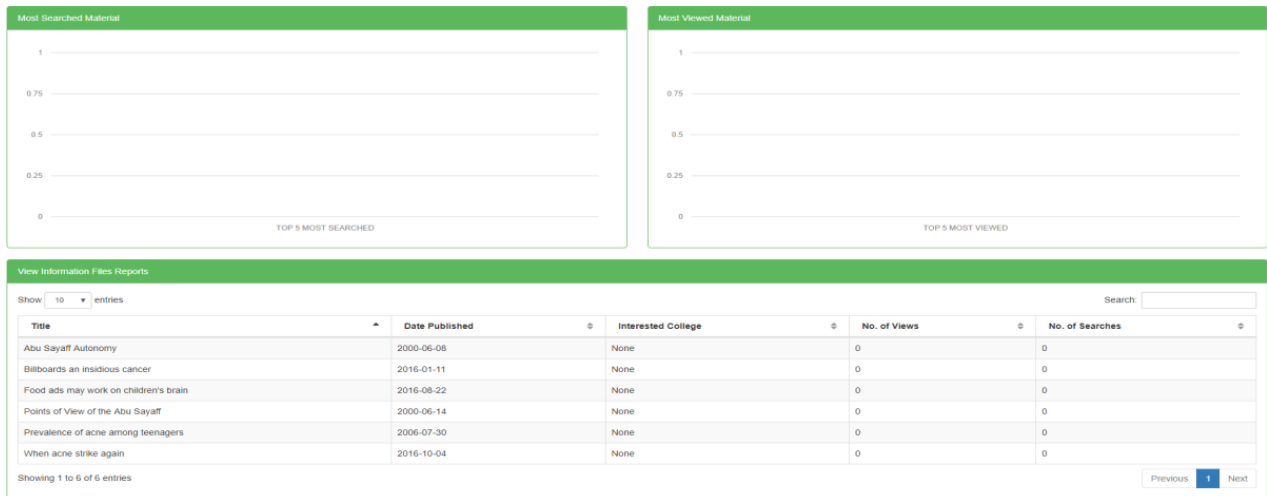 Most Searched Material
1
0.75
0.5
0.25
0
TOP 5 MOST SEARCHED
Most Viewed Material
1
0.75
0.5
0.25
0
TOP 5 MOST VIEWED
View Information Files Reports
Show 10 entries
Search:
Title Date Published Interested College No. of Views No. of Searches
Abu Sayaff Autonomy 2000-06-08 None 0 0
Billboards an insidious cancer 2016-01-11 None 0 0
Food ads may work on children's brain 2016-08-22 None 0 0
Points of View of the Abu Sayaff 2000-06-14 None 0 0
Prevalence of acne among teenagers 2006-07-30 None 0 0
When acne strike again 2016-10-04 None 0 0
Showing 1 to 6 of 6 entries
Previous 1 Next